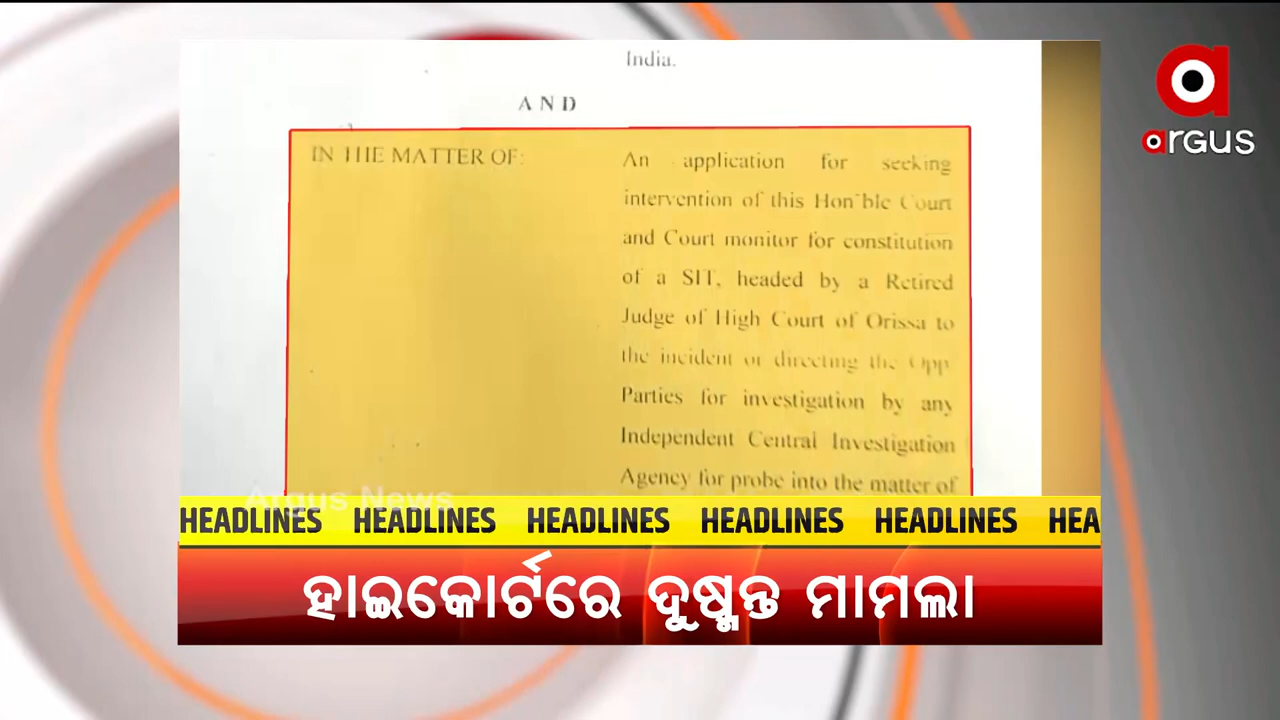 India.
AND
IN THE MATTER OF:
An application for seeking
intervention of this Hon'ble Court
and Court monitor for constitution
of a SIT, headed by a Retired
Judge of High Court of Orissa to
the incident or directing the Opp.
Parties for investigation by any
Independent Central Investigation
Agency for probe into the matter of
Argus News
HEADLINES HEADLINES HEADLINES HEADLINES HEADLINES HEA
ହାଇକୋର୍ଟରେ ଦୁଷ୍ମନ୍ତ ମାମଲା
argus